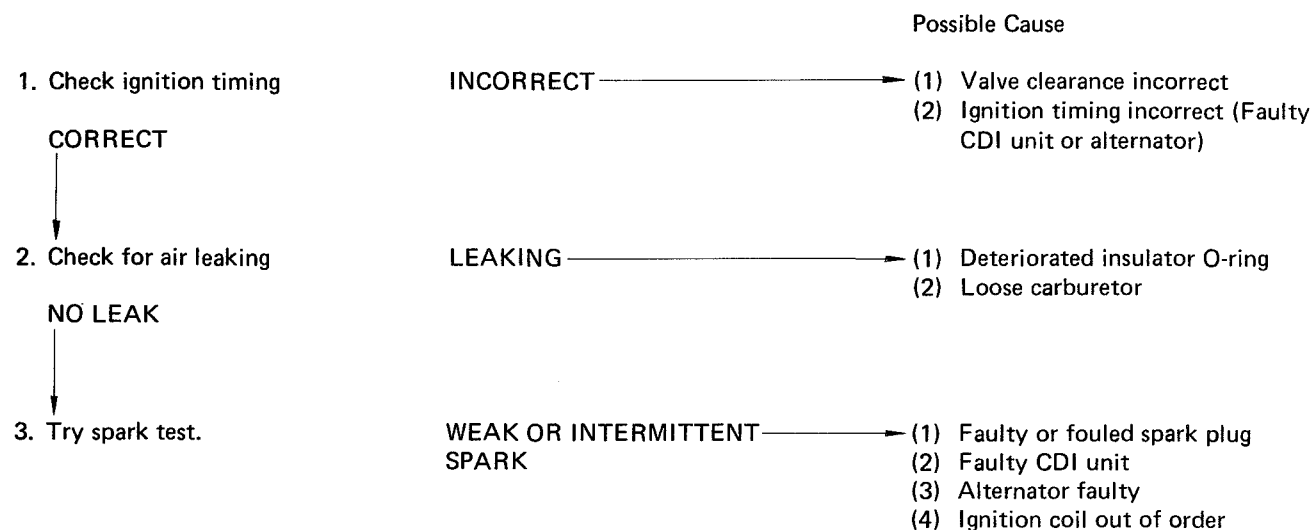 Possible Cause
1. Check ignition timing INCORRECT (1) Valve clearance incorrect
(2) Ignition timing incorrect (Faulty
CORRECT CDI unit or alternator)
2. Check for air leaking LEAKING (1) Deteriorated insulator O-ring
(2) Loose carburetor
NO LEAK
3. Try spark test. WEAK OR INTERMITTENT (1) Faulty or fouled spark plug
SPARK (2) Faulty CDI unit
(3) Alternator faulty
(4) Ignition coil out of order